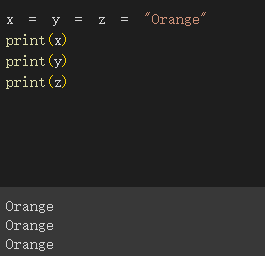 x = y = z = "Orange"
print(x)
print(y)
print(z)
Orange
Orange
Orange